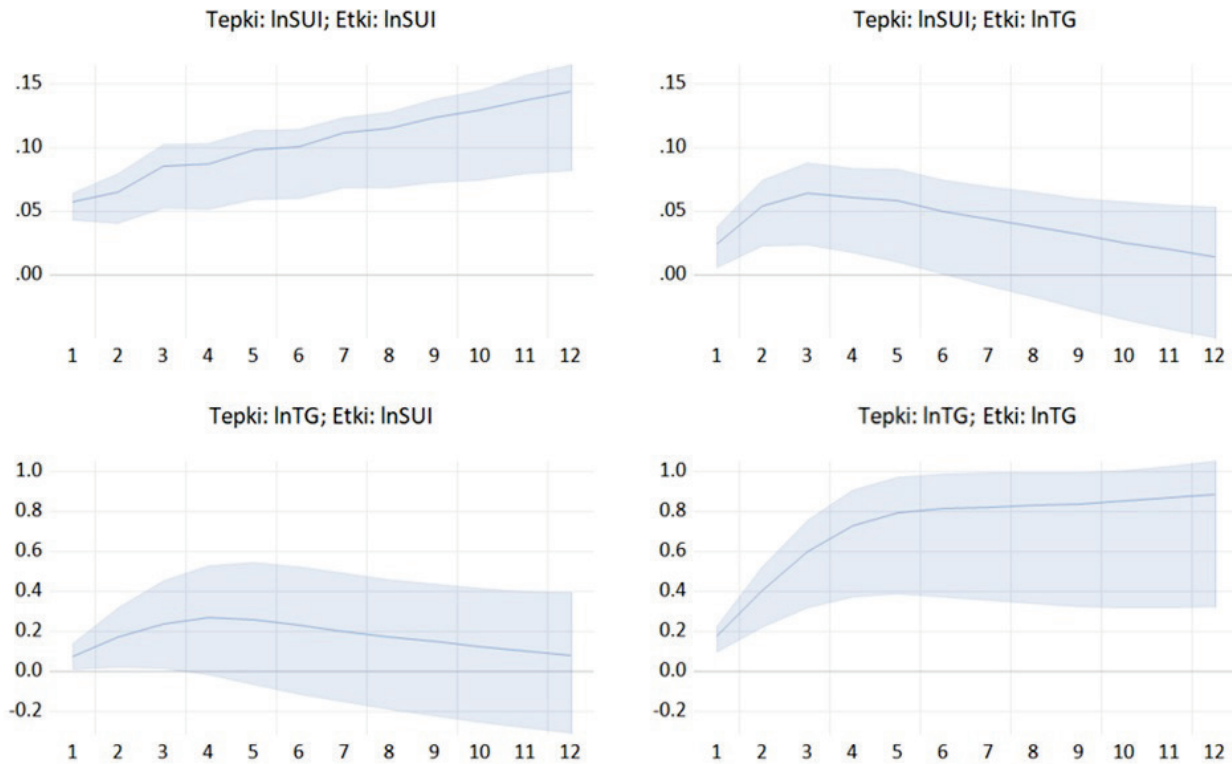 Tepki: lnSUI; Etki: lnSUI
.15
.10
.05
.00
1 2 3 4 5 6 7 8 9 10 11 12
Tepki: lnSUI; Etki: lnTG
.15
.10
.05
.00
1 2 3 4 5 6 7 8 9 10 11 12
Tepki: lnTG; Etki: lnSUI
1.0
0.8
0.6
0.4
0.2
0.0
-0.2
1 2 3 4 5 6 7 8 9 10 11 12
Tepki: lnTG; Etki: lnTG
1.0
0.8
0.6
0.4
0.2
0.0
-0.2
1 2 3 4 5 6 7 8 9 10 11 12